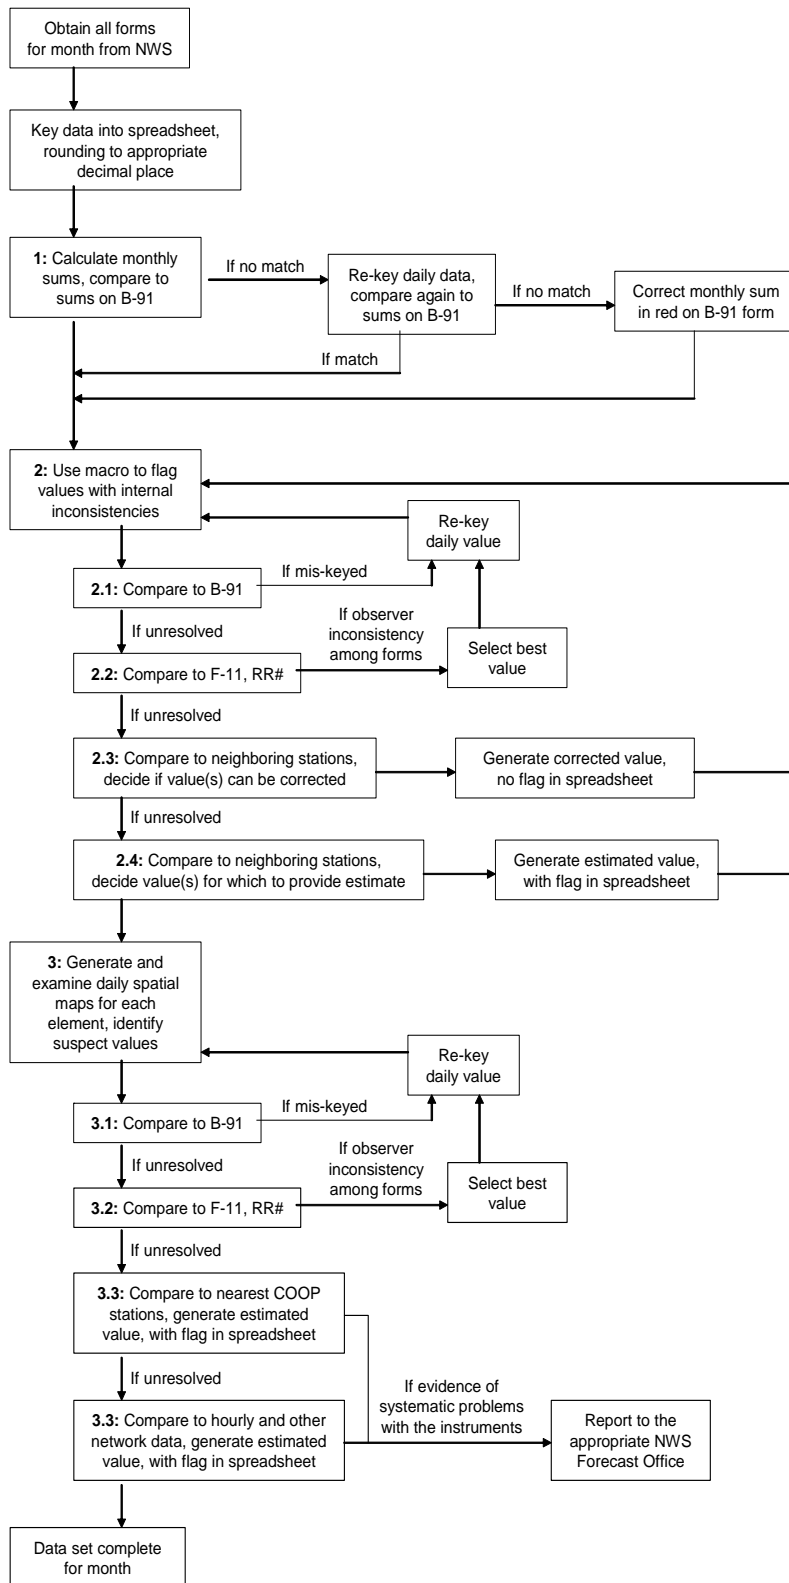 Obtain all forms
for month from NWS
Key data into spreadsheet,
rounding to appropriate
decimal place
1: Calculate monthly
sums, compare to
sums on B-91
If no match
Re-key daily data,
compare again to
sums on B-91
If no match
Correct monthly sum
in red on B-91 form
If match
2: Use macro to flag
values with internal
inconsistencies
Re-key
daily value
2.1: Compare to B-91
If mis-keyed
If unresolved
If observer
inconsistency
among forms
Select best
value
2.2: Compare to F-11, RR#
If unresolved
2.3: Compare to neighboring stations,
decide if value(s) can be corrected
Generate corrected value,
no flag in spreadsheet
If unresolved
2.4: Compare to neighboring stations,
decide value(s) for which to provide estimate
Generate estimated value,
with flag in spreadsheet
3: Generate and
examine daily spatial
maps for each
element, identify
suspect values
Re-key
daily value
3.1: Compare to B-91
If mis-keyed
If unresolved
If observer
inconsistency
among forms
Select best
value
3.2: Compare to F-11, RR#
If unresolved
3.3: Compare to nearest COOP
stations, generate estimated
value, with flag in spreadsheet
If unresolved
If evidence of
systematic problems
with the instruments
3.3: Compare to hourly and other
network data, generate estimated
value, with flag in spreadsheet
Report to the
appropriate NWS
Forecast Office
Data set complete
for month